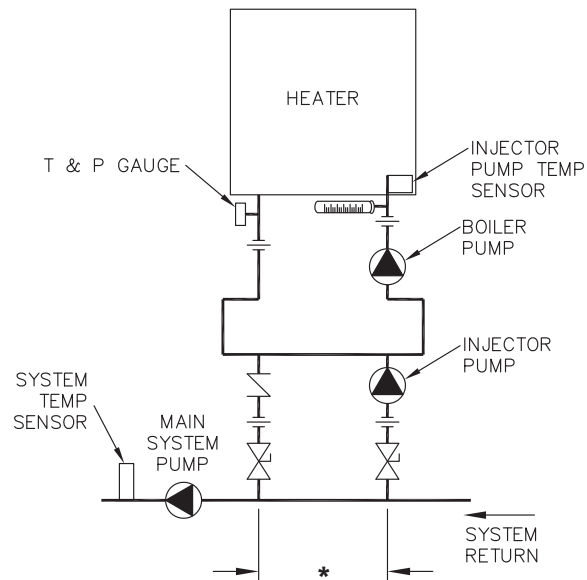 HEATER
T & P GAUGE
INJECTOR
PUMP TEMP
SENSOR
BOILER
PUMP
INJECTOR
PUMP
SYSTEM
TEMP
SENSOR
MAIN
SYSTEM
PUMP
SYSTEM
RETURN
*